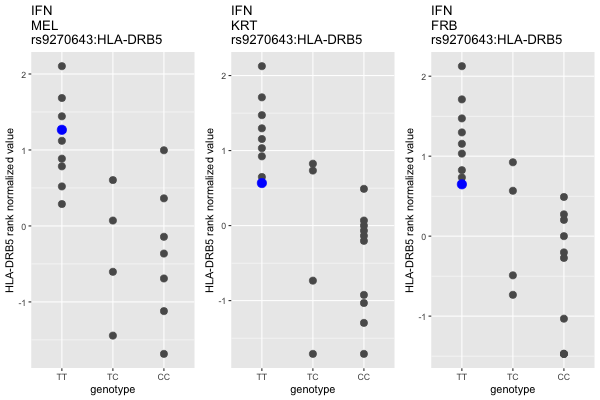 IFN
MEL
rs9270643:HLA-DRB5
HLA-DRB5 rank normalized value
2
1
0
-1
TT TC CC
genotype
IFN
KRT
rs9270643:HLA-DRB5
HLA-DRB5 rank normalized value
2
1
0
-1
TT TC CC
genotype
IFN
FRB
rs9270643:HLA-DRB5
HLA-DRB5 rank normalized value
2
1
0
-1
TT TC CC
genotype